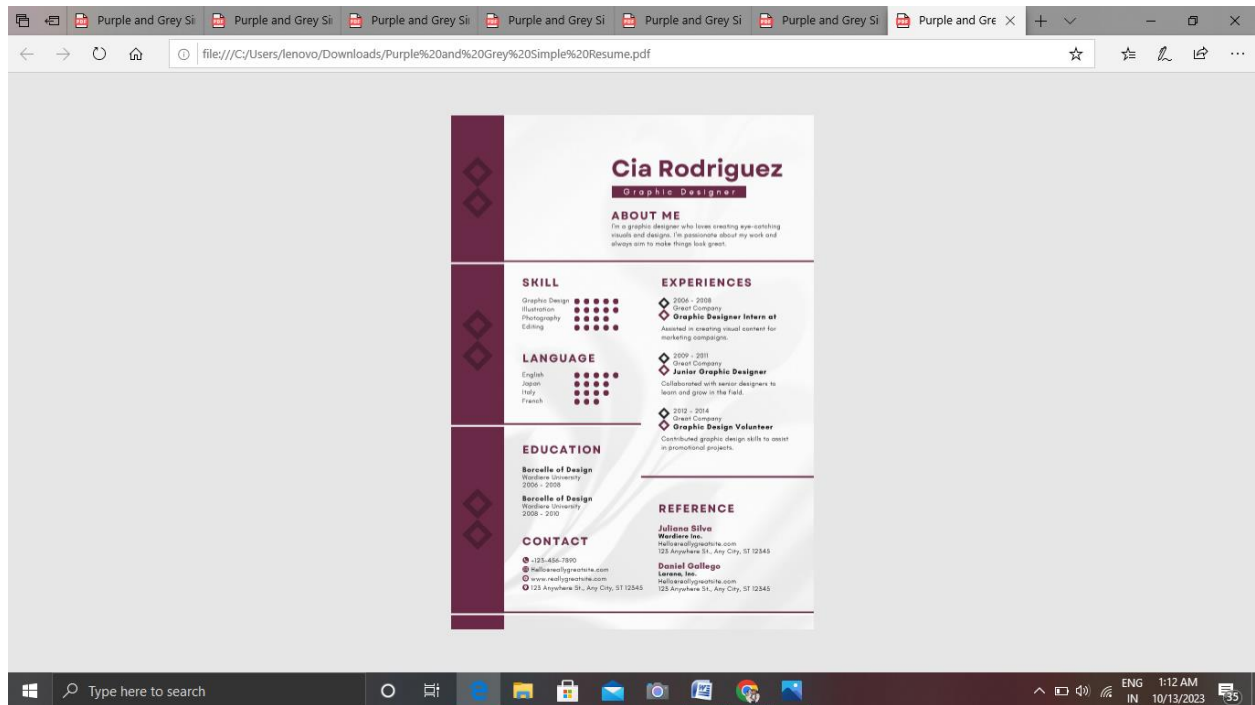 Purple and Grey Sir
Purple and Grey Sin
Purple and Grey Sir
Purple and Grey Si
Purple and Grey Si
Purple and Grey Si
Purple and Gre
file:///C:/Users/lenovo/Downloads/Purple%20and%20Grey%20Simple%20Resume.pdf
Cia Rodriguez
Graphic Designer
ABOUT ME
I'm a graphic designer who loves creating eye-catching
visuals and designs. I'm passionate about my work and
always aim to make things look great.
SKILL
Graphic Design
Illustration
Photography
Editing
LANGUAGE
English
Japan
Italy
French
EDUCATION
Borcelle of Design
Wardiere University
2006 - 2008
Borcelle of Design
Wardiere University
2008 - 2010
CONTACT
-123-456-7890
Helloereallygreatsite.com
www.reallygreatsite.com
123 Anywhere St., Any City, ST 12345
EXPERIENCES
2006 - 2008
Great Company
Graphic Designer Intern at
Assisted in creating visual content for
marketing campaigns.
2009 - 2011
Great Company
Junior Graphic Designer
Collaborated with senior designers to
learn and grow in the field.
2012 - 2014
Great Company
Graphic Design Volunteer
Contributed graphic design skills to assist
in promotional projects.
REFERENCE
Juliana Silva
Wardiere Inc.
Helloereallygreatsite.com
123 Anywhere St., Any City, ST 12345
Daniel Gallego
Larana, Inc.
Helloereallygreatsite.com
123 Anywhere St., Any City, ST 12345
Type here to search
ENG
IN
1:12 AM
10/13/2023
35